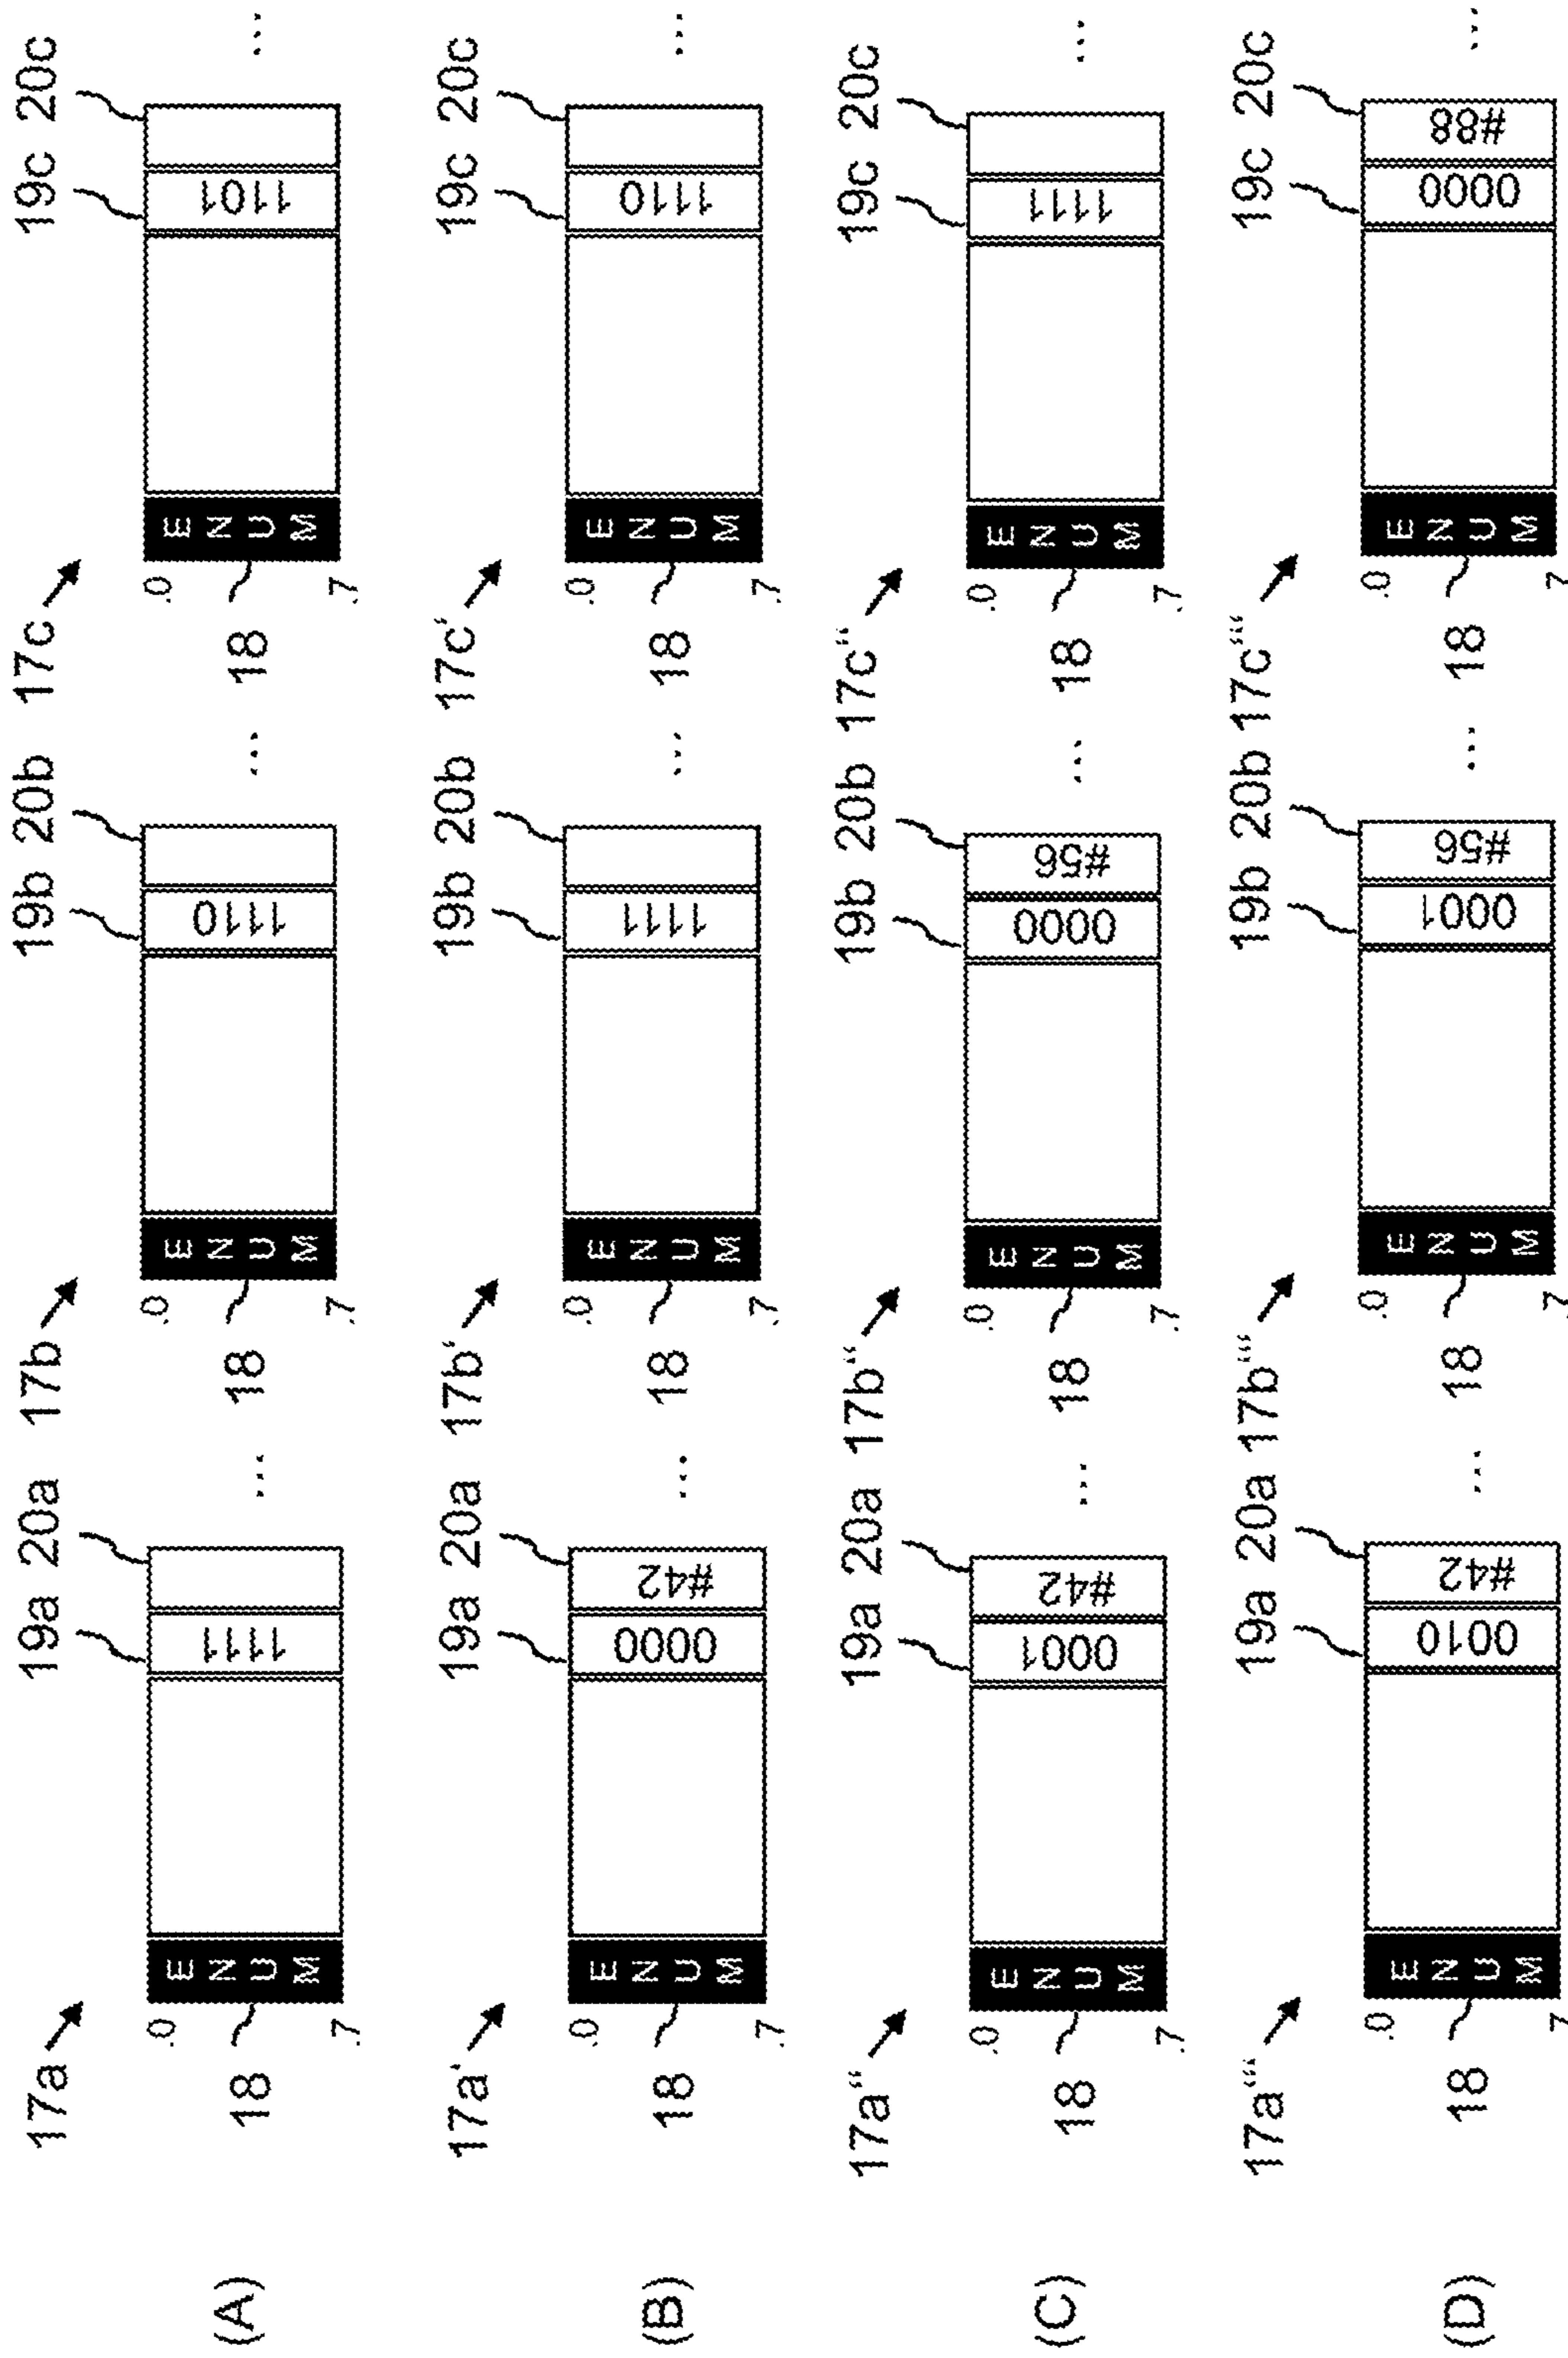 17a 19a 20a 17b 19b 20b 17c 19c 20c
.0 .0 .0
(A) 18 ENUM 1111 ... 18 ENUM 1110 ... 18 ENUM 1101 ...
.7 .7 .7
17a‘ 19a 20a 17b‘ 19b 20b 17c‘ 19c 20c
.0 .0 .0
(B) 18 ENUM 0000 #42 ... 18 ENUM 1111 ... 18 ENUM 1110 ...
.7 .7 .7
17a“ 19a 20a 17b“ 19b 20b 17c“ 19c 20c
.0 .0 .0
(C) 18 ENUM 0001 #42 ... 18 ENUM 0000 #56 ... 18 ENUM 1111 ...
.7 .7 .7
17a“‘ 19a 20a 17b“‘ 19b 20b 17c“‘ 19c 20c
.0 .0 .0
(D) 18 ENUM 0010 #42 ... 18 ENUM 0001 #56 ... 18 ENUM 0000 #88 ...
.7 .7 .7